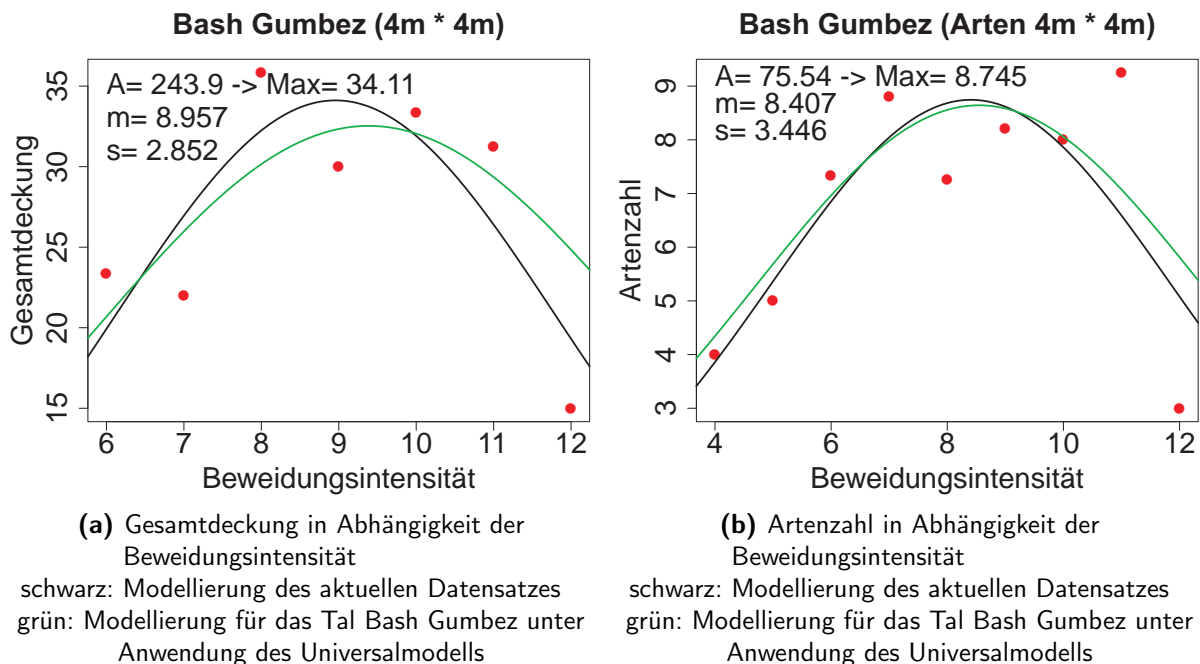 Bash Gumbez (4m * 4m)
A= 243.9 -> Max= 34.11
m= 8.957
s= 2.852
Gesamtdeckung
35
30
25
20
15
6 7 8 9 10 11 12
Beweidungsintensität
(a) Gesamtdeckung in Abhängigkeit der
Beweidungsintensität
schwarz: Modellierung des aktuellen Datensatzes
grün: Modellierung für das Tal Bash Gumbez unter
Anwendung des Universalmodells
Bash Gumbez (Arten 4m * 4m)
A= 75.54 -> Max= 8.745
m= 8.407
s= 3.446
Artenzahl
9
8
7
6
5
4
3
4 6 8 10 12
Beweidungsintensität
(b) Artenzahl in Abhängigkeit der
Beweidungsintensität
schwarz: Modellierung des aktuellen Datensatzes
grün: Modellierung für das Tal Bash Gumbez unter
Anwendung des Universalmodells